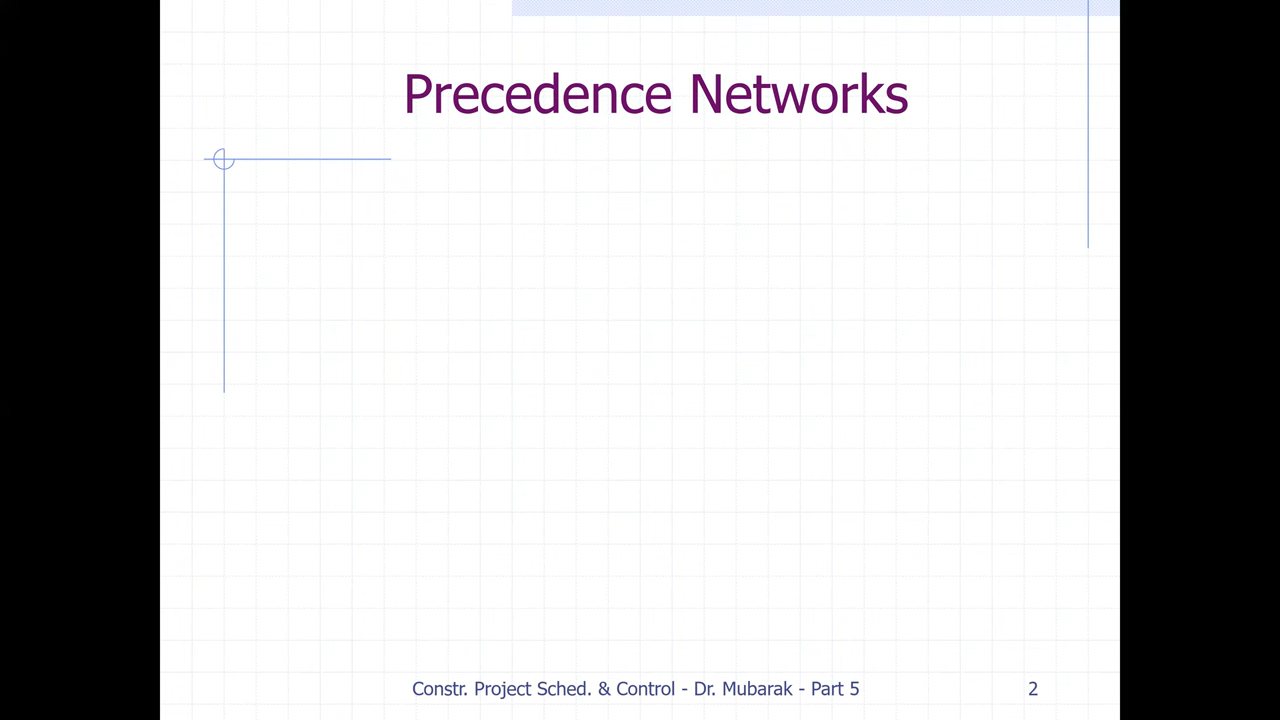 Precedence Networks
Constr. Project Sched. & Control - Dr. Mubarak - Part 5
2